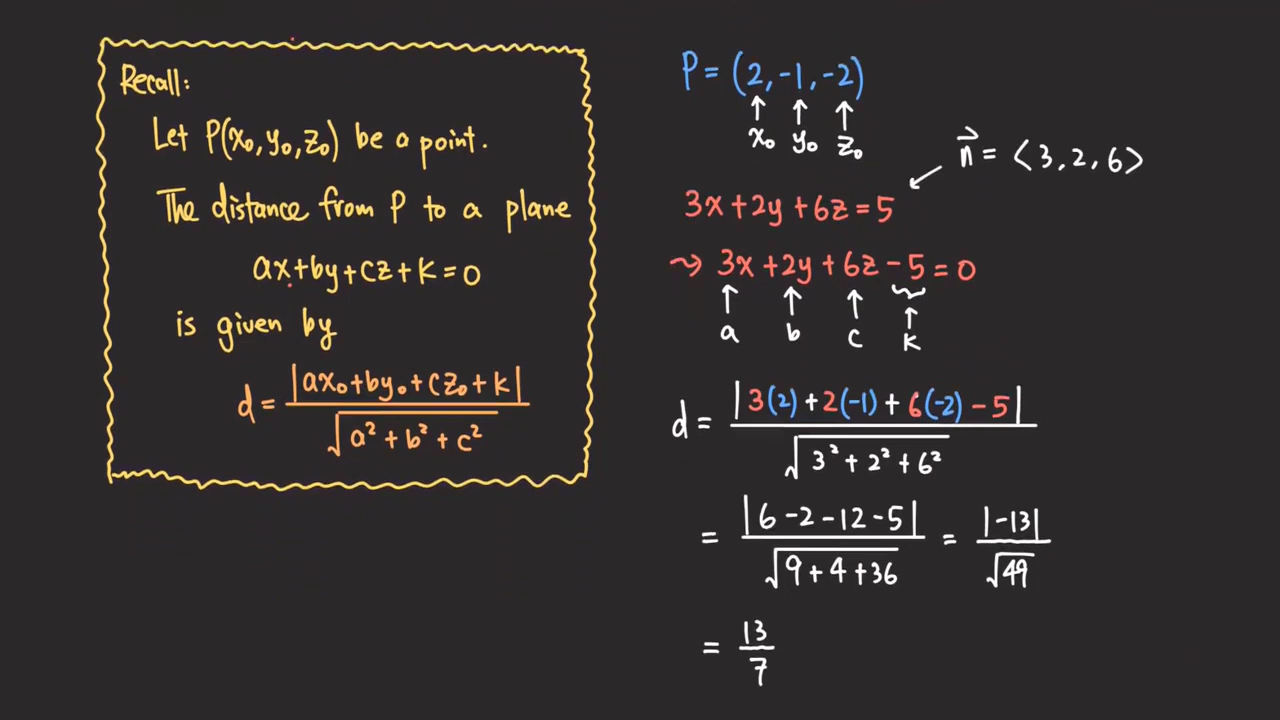 Recall:
Let P(x₀, y₀, z₀) be a point.
The distance from P to a plane
ax+by+cz+k=0
is given by
d = |ax₀+by₀+cz₀+k| / √(a²+b²+c²)
P = (2, -1, -2)
↑ ↑ ↑
x₀ y₀ z₀
n⃗ = ⟨3, 2, 6⟩
3x+2y+6z=5
⇝ 3x+2y+6z-5=0
↑ ↑ ↑ ↑
a b c k
d = |3(2)+2(-1)+6(-2)-5| / √(3²+2²+6²)
= |6-2-12-5| / √(9+4+36) = |-13| / √49
= 13/7